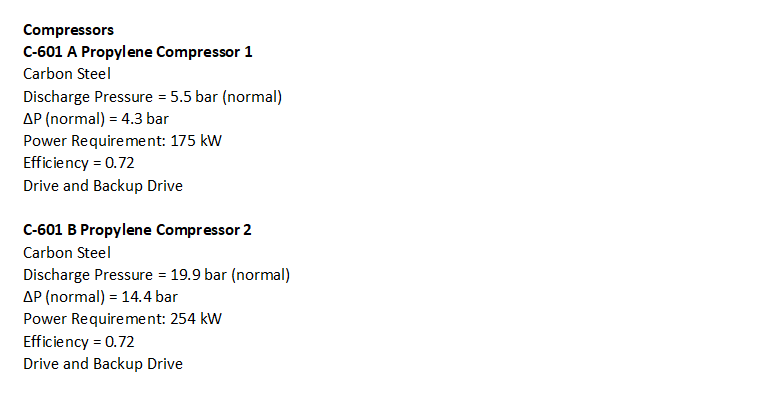 Compressors
C-601 A Propylene Compressor 1
Carbon Steel
Discharge Pressure = 5.5 bar (normal)
ΔP (normal) = 4.3 bar
Power Requirement: 175 kW
Efficiency = 0.72
Drive and Backup Drive
C-601 B Propylene Compressor 2
Carbon Steel
Discharge Pressure = 19.9 bar (normal)
ΔP (normal) = 14.4 bar
Power Requirement: 254 kW
Efficiency = 0.72
Drive and Backup Drive